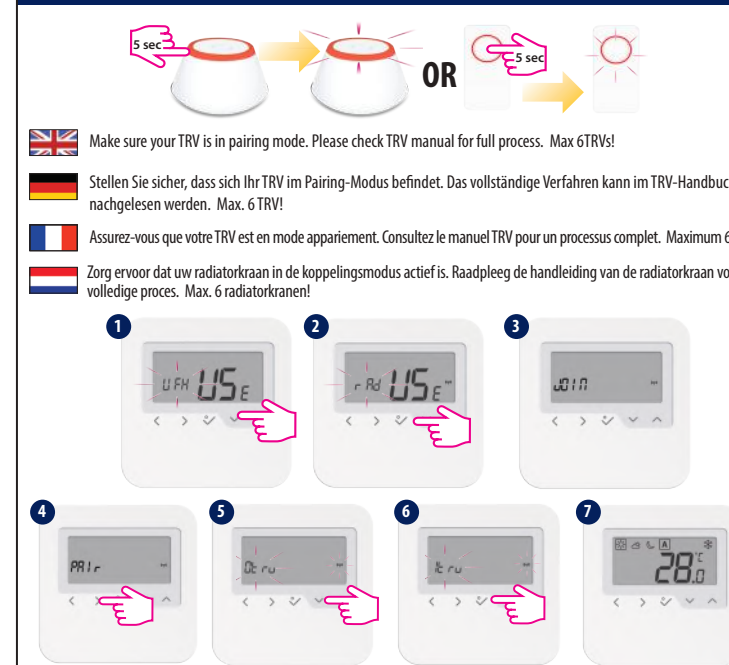 5 sec
OR
5 sec
Make sure your TRV is in pairing mode. Please check TRV manual for full process. Max 6TRVs!
Stellen Sie sicher, dass sich Ihr TRV im Pairing-Modus befindet. Das vollständige Verfahren kann im TRV-Handbuc
nachgelesen werden. Max. 6 TRV!
Assurez-vous que votre TRV est en mode appariement. Consultez le manuel TRV pour un processus complet. Maximum 6
Zorg ervoor dat uw radiatorkraan in de koppelingsmodus actief is. Raadpleeg de handleiding van de radiatorkraan vo
volledige proces. Max. 6 radiatorkranen!
1
2
3
UFH USE
rAd USE
JOIN
4
5
6
7
PAIr
0trv
1trv
A
28.0 °C